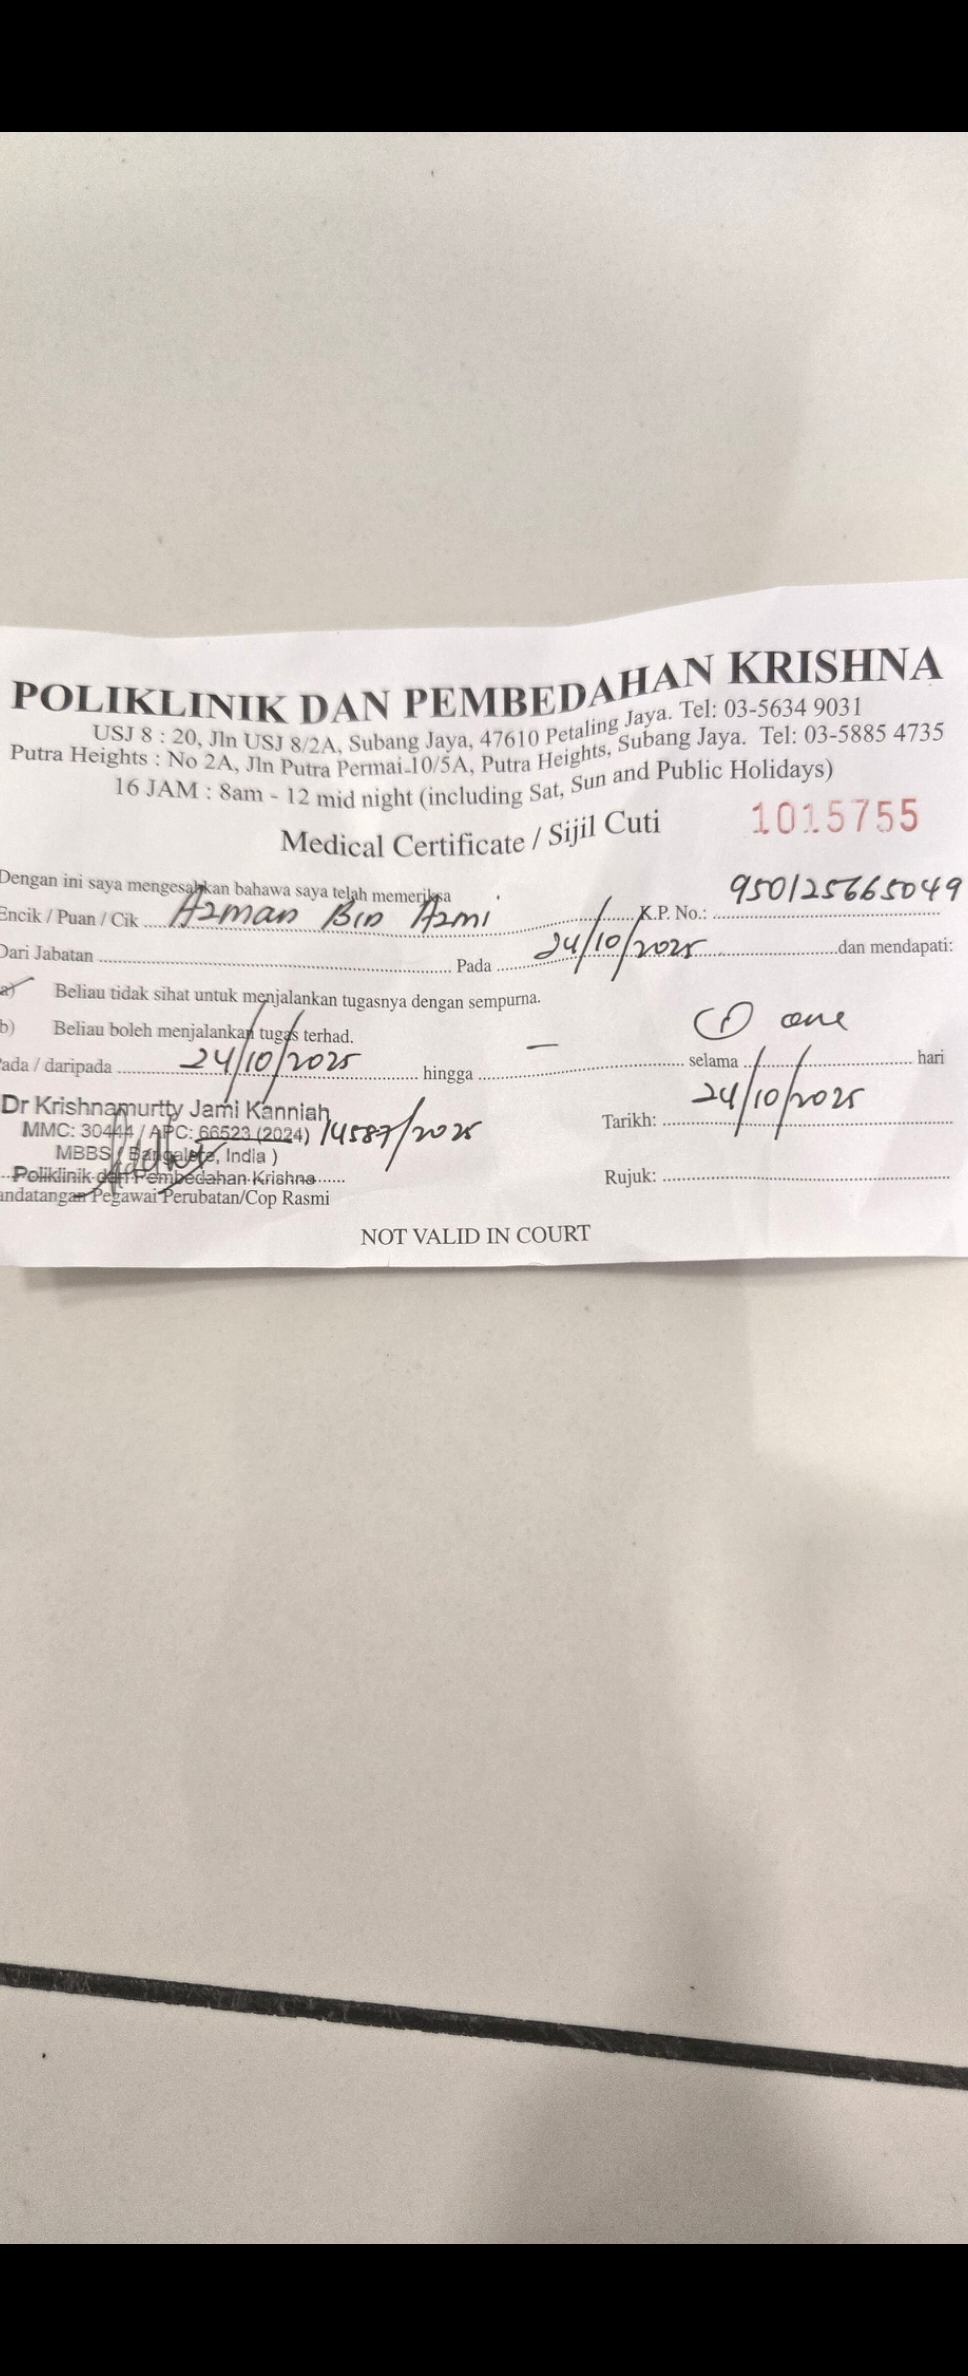 POLIKLINIK DAN PEMBEDAHAN KRISHNA
USJ 8 : 20, Jln USJ 8/2A, Subang Jaya, 47610 Petaling Jaya. Tel: 03-5634 9031
Putra Heights : No 2A, Jln Putra Permai 10/5A, Putra Heights, Subang Jaya. Tel: 03-5885 4735
16 JAM : 8am - 12 mid night (including Sat, Sun and Public Holidays)
Medical Certificate / Sijil Cuti 1015755
Dengan ini saya mengesahkan bahawa saya telah memeriksa
Encik / Puan / Cik Azman Bin Azmi K.P. No.: 950125665049
Dari Jabatan Pada 24/10/2025 dan mendapati:
a) Beliau tidak sihat untuk menjalankan tugasnya dengan sempurna.
b) Beliau boleh menjalankan tugas terhad.
ada / daripada 24/10/2025 hingga – selama ① one hari
Dr Krishnamurtty Jami Kanniah
Tarikh: 24/10/2025
MMC: 30444 / APC: 66523 (2024) 14587/2025
MBBS ( Bangalore, India )
Poliklinik dan Pembedahan Krishna
Rujuk:
andatangan Pegawai Perubatan/Cop Rasmi
NOT VALID IN COURT